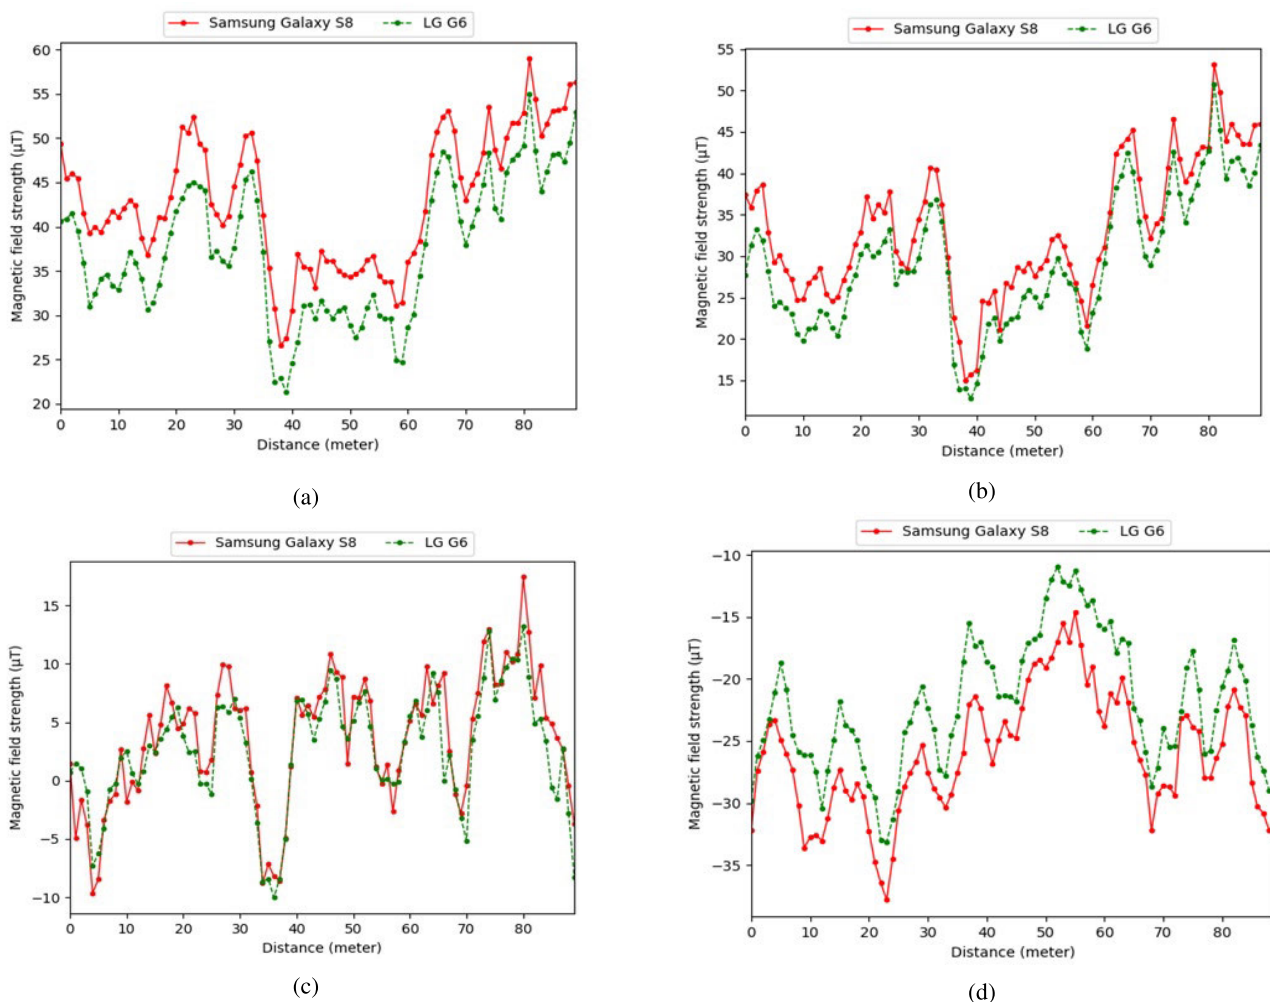 Samsung Galaxy S8 LG G6
Magnetic field strength (μT)
60
55
50
45
40
35
30
25
20
0 10 20 30 40 50 60 70 80
Distance (meter)
(a)
Samsung Galaxy S8 LG G6
Magnetic field strength (μT)
55
50
45
40
35
30
25
20
15
0 10 20 30 40 50 60 70 80
Distance (meter)
(b)
Samsung Galaxy S8 LG G6
Magnetic field strength (μT)
15
10
5
0
−5
−10
0 10 20 30 40 50 60 70 80
Distance (meter)
(c)
Samsung Galaxy S8 LG G6
Magnetic field strength (μT)
−10
−15
−20
−25
−30
−35
0 10 20 30 40 50 60 70 80
Distance (meter)
(d)